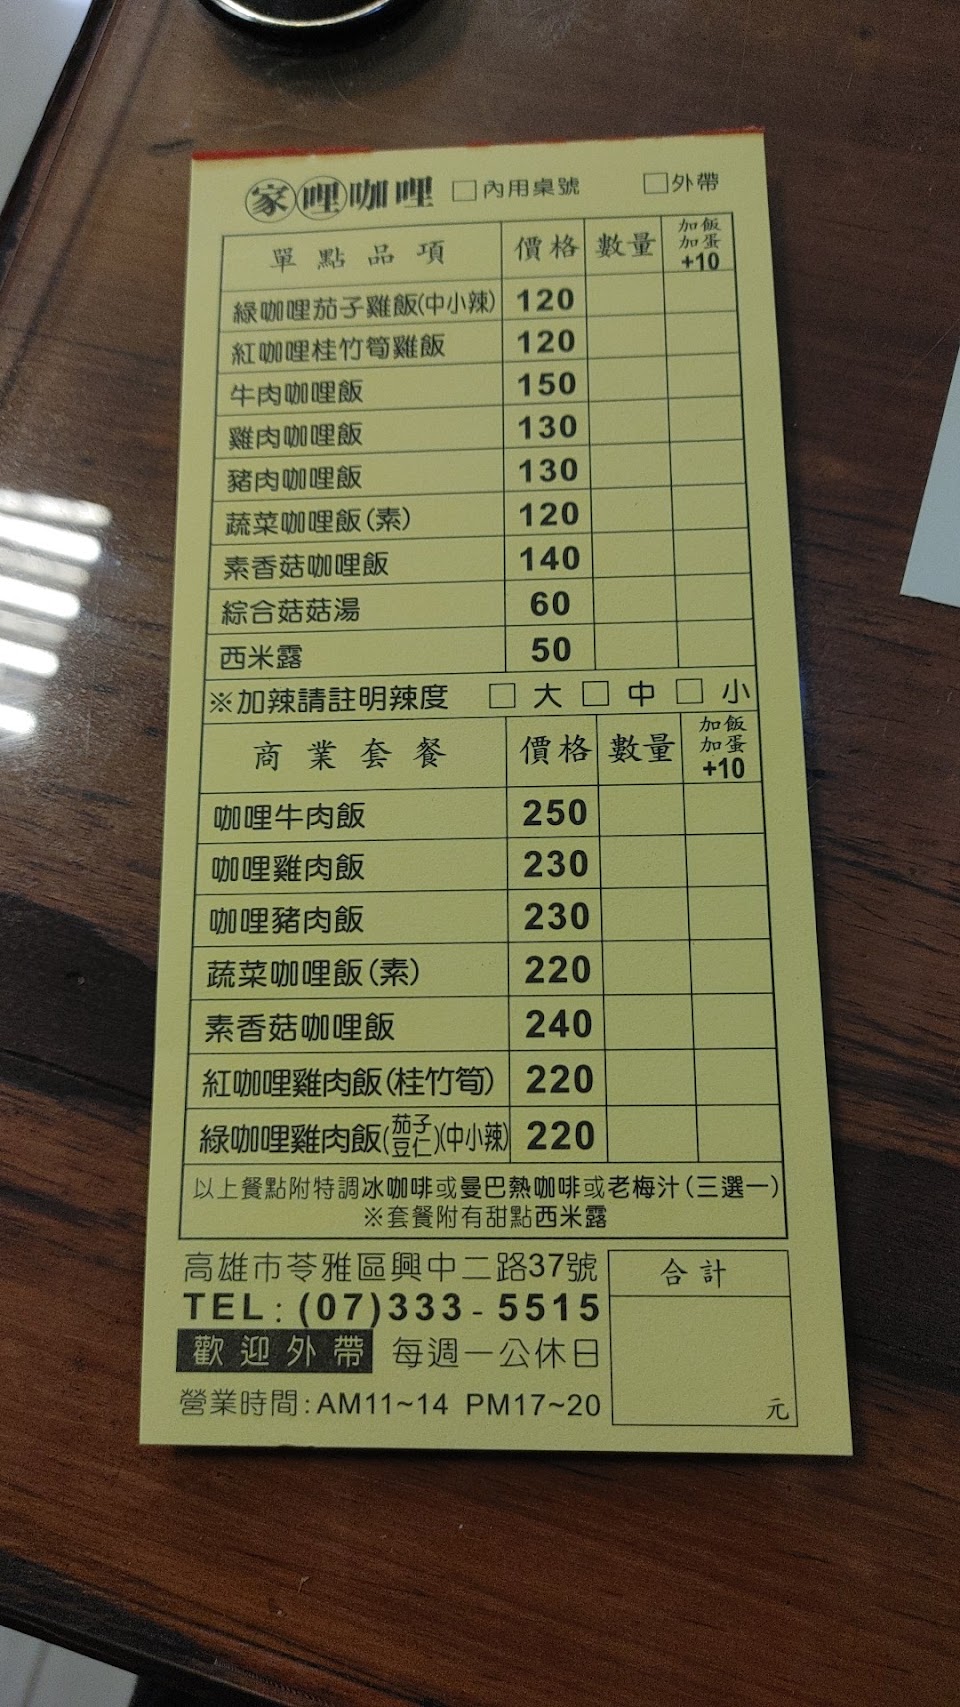 家哩咖哩 □內用桌號 □外帶
單點品項 價格 數量 加飯加蛋+10
綠咖哩茄子雞飯(中小辣) 120
紅咖哩桂竹筍雞飯 120
牛肉咖哩飯 150
雞肉咖哩飯 130
豬肉咖哩飯 130
蔬菜咖哩飯(素) 120
素香菇咖哩飯 140
綜合菇菇湯 60
西米露 50
※加辣請註明辣度 □ 大 □ 中 □ 小
商業套餐 價格 數量 加飯加蛋+10
咖哩牛肉飯 250
咖哩雞肉飯 230
咖哩豬肉飯 230
蔬菜咖哩飯(素) 220
素香菇咖哩飯 240
紅咖哩雞肉飯(桂竹筍) 220
綠咖哩雞肉飯(茄子豆仁)(中小辣) 220
以上餐點附特調冰咖啡或曼巴熱咖啡或老梅汁(三選一)
※套餐附有甜點西米露
高雄市苓雅區興中二路37號
TEL: (07)333-5515
歡迎外帶 每週一公休日
營業時間:AM11~14 PM17~20
合計
元